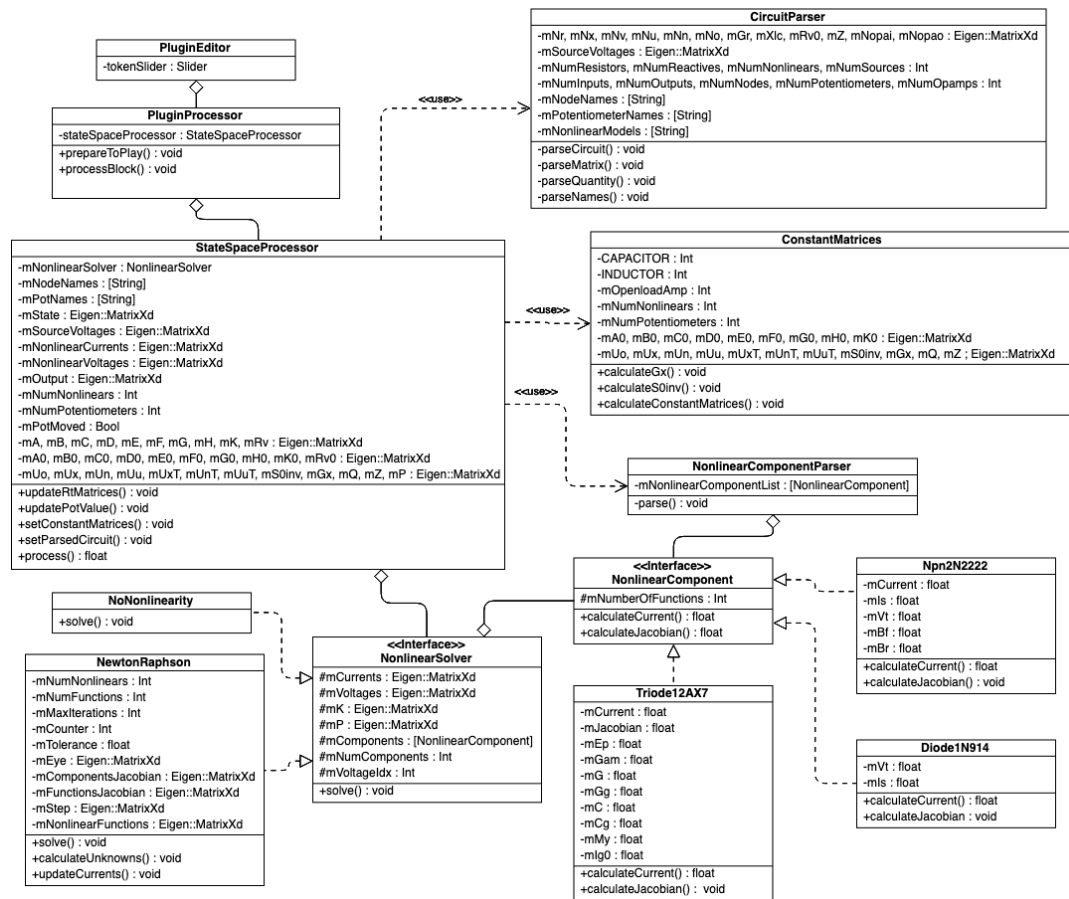 PluginEditor
-tokenSlider : Slider
PluginProcessor
-stateSpaceProcessor : StateSpaceProcessor
+prepareToPlay() : void
+processBlock() : void
<<use>>
CircuitParser
-mNr, mNx, mNv, mNu, mNn, mNo, mGr, mXlc, mRv0, mZ, mNopai, mNopao : Eigen::MatrixXd
-mSourceVoltages : Eigen::MatrixXd
-mNumResistors, mNumReactives, mNumNonlinears, mNumSources : Int
-mNumInputs, mNumOutputs, mNumNodes, mNumPotentiometers, mNumOpamps : Int
-mNodeNames : [String]
-mPotentiometerNames : [String]
-mNonlinearModels : [String]
-parseCircuit() : void
-parseMatrix() : void
-parseQuantity() : void
-parseNames() : void
StateSpaceProcessor
-mNonlinearSolver : NonlinearSolver
-mNodeNames : [String]
-mPotNames : [String]
-mState : Eigen::MatrixXd
-mSourceVoltages : Eigen::MatrixXd
-mNonlinearCurrents : Eigen::MatrixXd
-mNonlinearVoltages : Eigen::MatrixXd
-mOutput : Eigen::MatrixXd
-mNumNonlinears : Int
-mNumPotentiometers : Int
-mPotMoved : Bool
-mA, mB, mC, mD, mE, mF, mG, mH, mK, mRv : Eigen::MatrixXd
-mA0, mB0, mC0, mD0, mE0, mF0, mG0, mH0, mK0, mRv0 : Eigen::MatrixXd
-mUo, mUx, mUn, mUu, mUxT, mUnT, mUuT, mS0inv, mGx, mQ, mZ, mP : Eigen::MatrixXd
+updateRtMatrices() : void
+updatePotValue() : void
+setConstantMatrices() : void
+setParsedCircuit() : void
+process() : float
<<use>>
<<use>>
ConstantMatrices
-CAPACITOR : Int
-INDUCTOR : Int
-mOpenloadAmp : Int
-mNumNonlinears : Int
-mNumPotentiometers : Int
-mA0, mB0, mC0, mD0, mE0, mF0, mG0, mH0, mK0 : Eigen::MatrixXd
-mUo, mUx, mUn, mUu, mUxT, mUnT, mUuT, mS0inv, mGx, mQ, mZ ; Eigen::MatrixXd
+calculateGx() : void
+calculateS0inv() : void
+calculateConstantMatrices() : void
NonlinearComponentParser
-mNonlinearComponentList : [NonlinearComponent]
-parse() : void
<<Interface>>
NonlinearComponent
#mNumberOfFunctions : Int
+calculateCurrent() : float
+calculateJacobian() : float
Npn2N2222
-mCurrent : float
-mIs : float
-mVt : float
-mBf : float
-mBr : float
+calculateCurrent() : float
+calculateJacobian() : void
NoNonlinearity
+solve() : void
<<Interface>>
NonlinearSolver
#mCurrents : Eigen::MatrixXd
#mVoltages : Eigen::MatrixXd
#mK : Eigen::MatrixXd
#mP : Eigen::MatrixXd
#mComponents : [NonlinearComponent]
#mNumComponents : Int
#mVoltageIdx : Int
+solve() : void
NewtonRaphson
-mNumNonlinears : Int
-mNumFunctions : Int
-mMaxIterations : Int
-mCounter : Int
-mTolerance : float
-mEye : Eigen::MatrixXd
-mComponentsJacobian : Eigen::MatrixXd
-mFunctionsJacobian : Eigen::MatrixXd
-mStep : Eigen::MatrixXd
-mNonlinearFunctions : Eigen::MatrixXd
+solve() : void
+calculateUnknowns() : void
+updateCurrents() : void
Triode12AX7
-mCurrent : float
-mJacobian : float
-mEp : float
-mGam : float
-mG : float
-mGg : float
-mC : float
-mCg : float
-mMy : float
-mIg0 : float
+calculateCurrent() : float
+calculateJacobian() : void
Diode1N914
-mVt : float
-mIs : float
+calculateCurrent() : float
+calculateJacobian : void